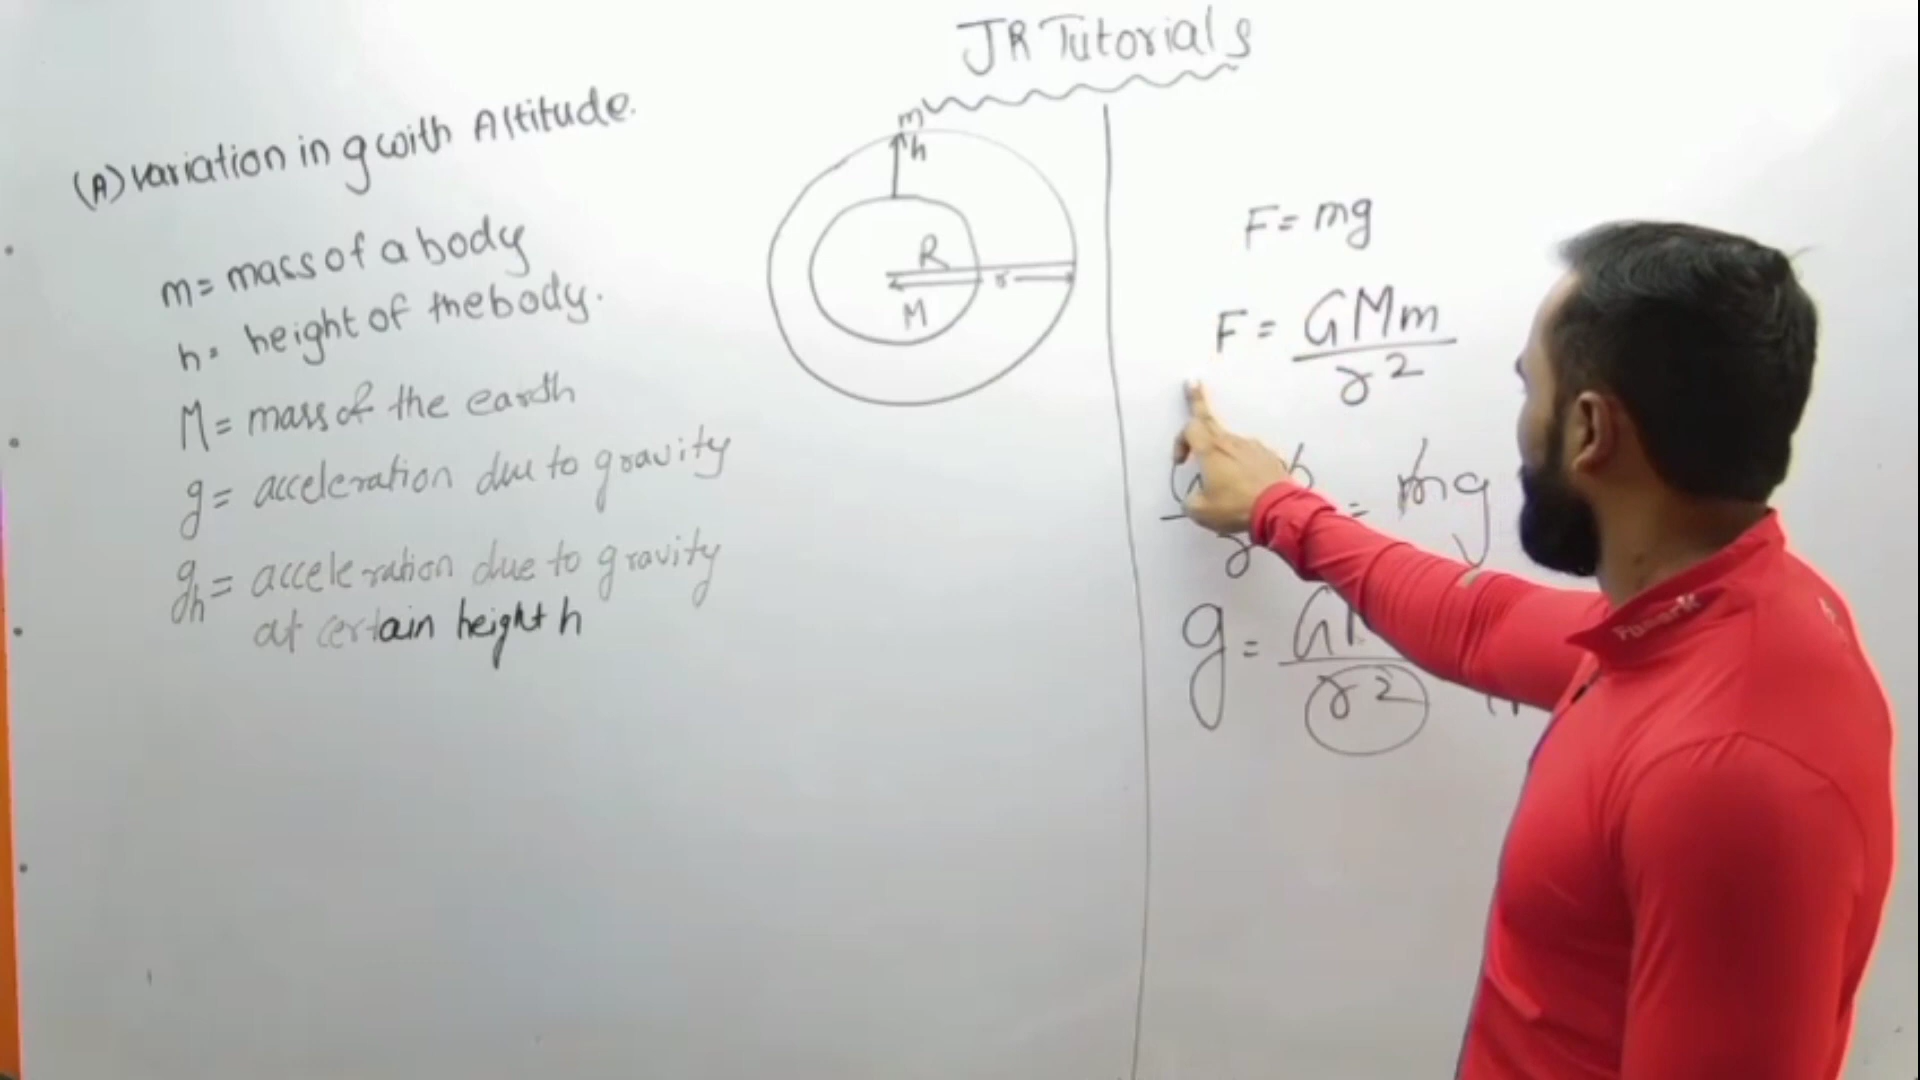 JR Tutorials
(A) variation in g with Altitude.
m = mass of a body
h = height of the body.
M = mass of the earth
g = acceleration due to gravity
gh = acceleration due to gravity
at certain height h
m
h
R
r
M
F = mg
F = GMm
r²
= mg
r
g = G
r²